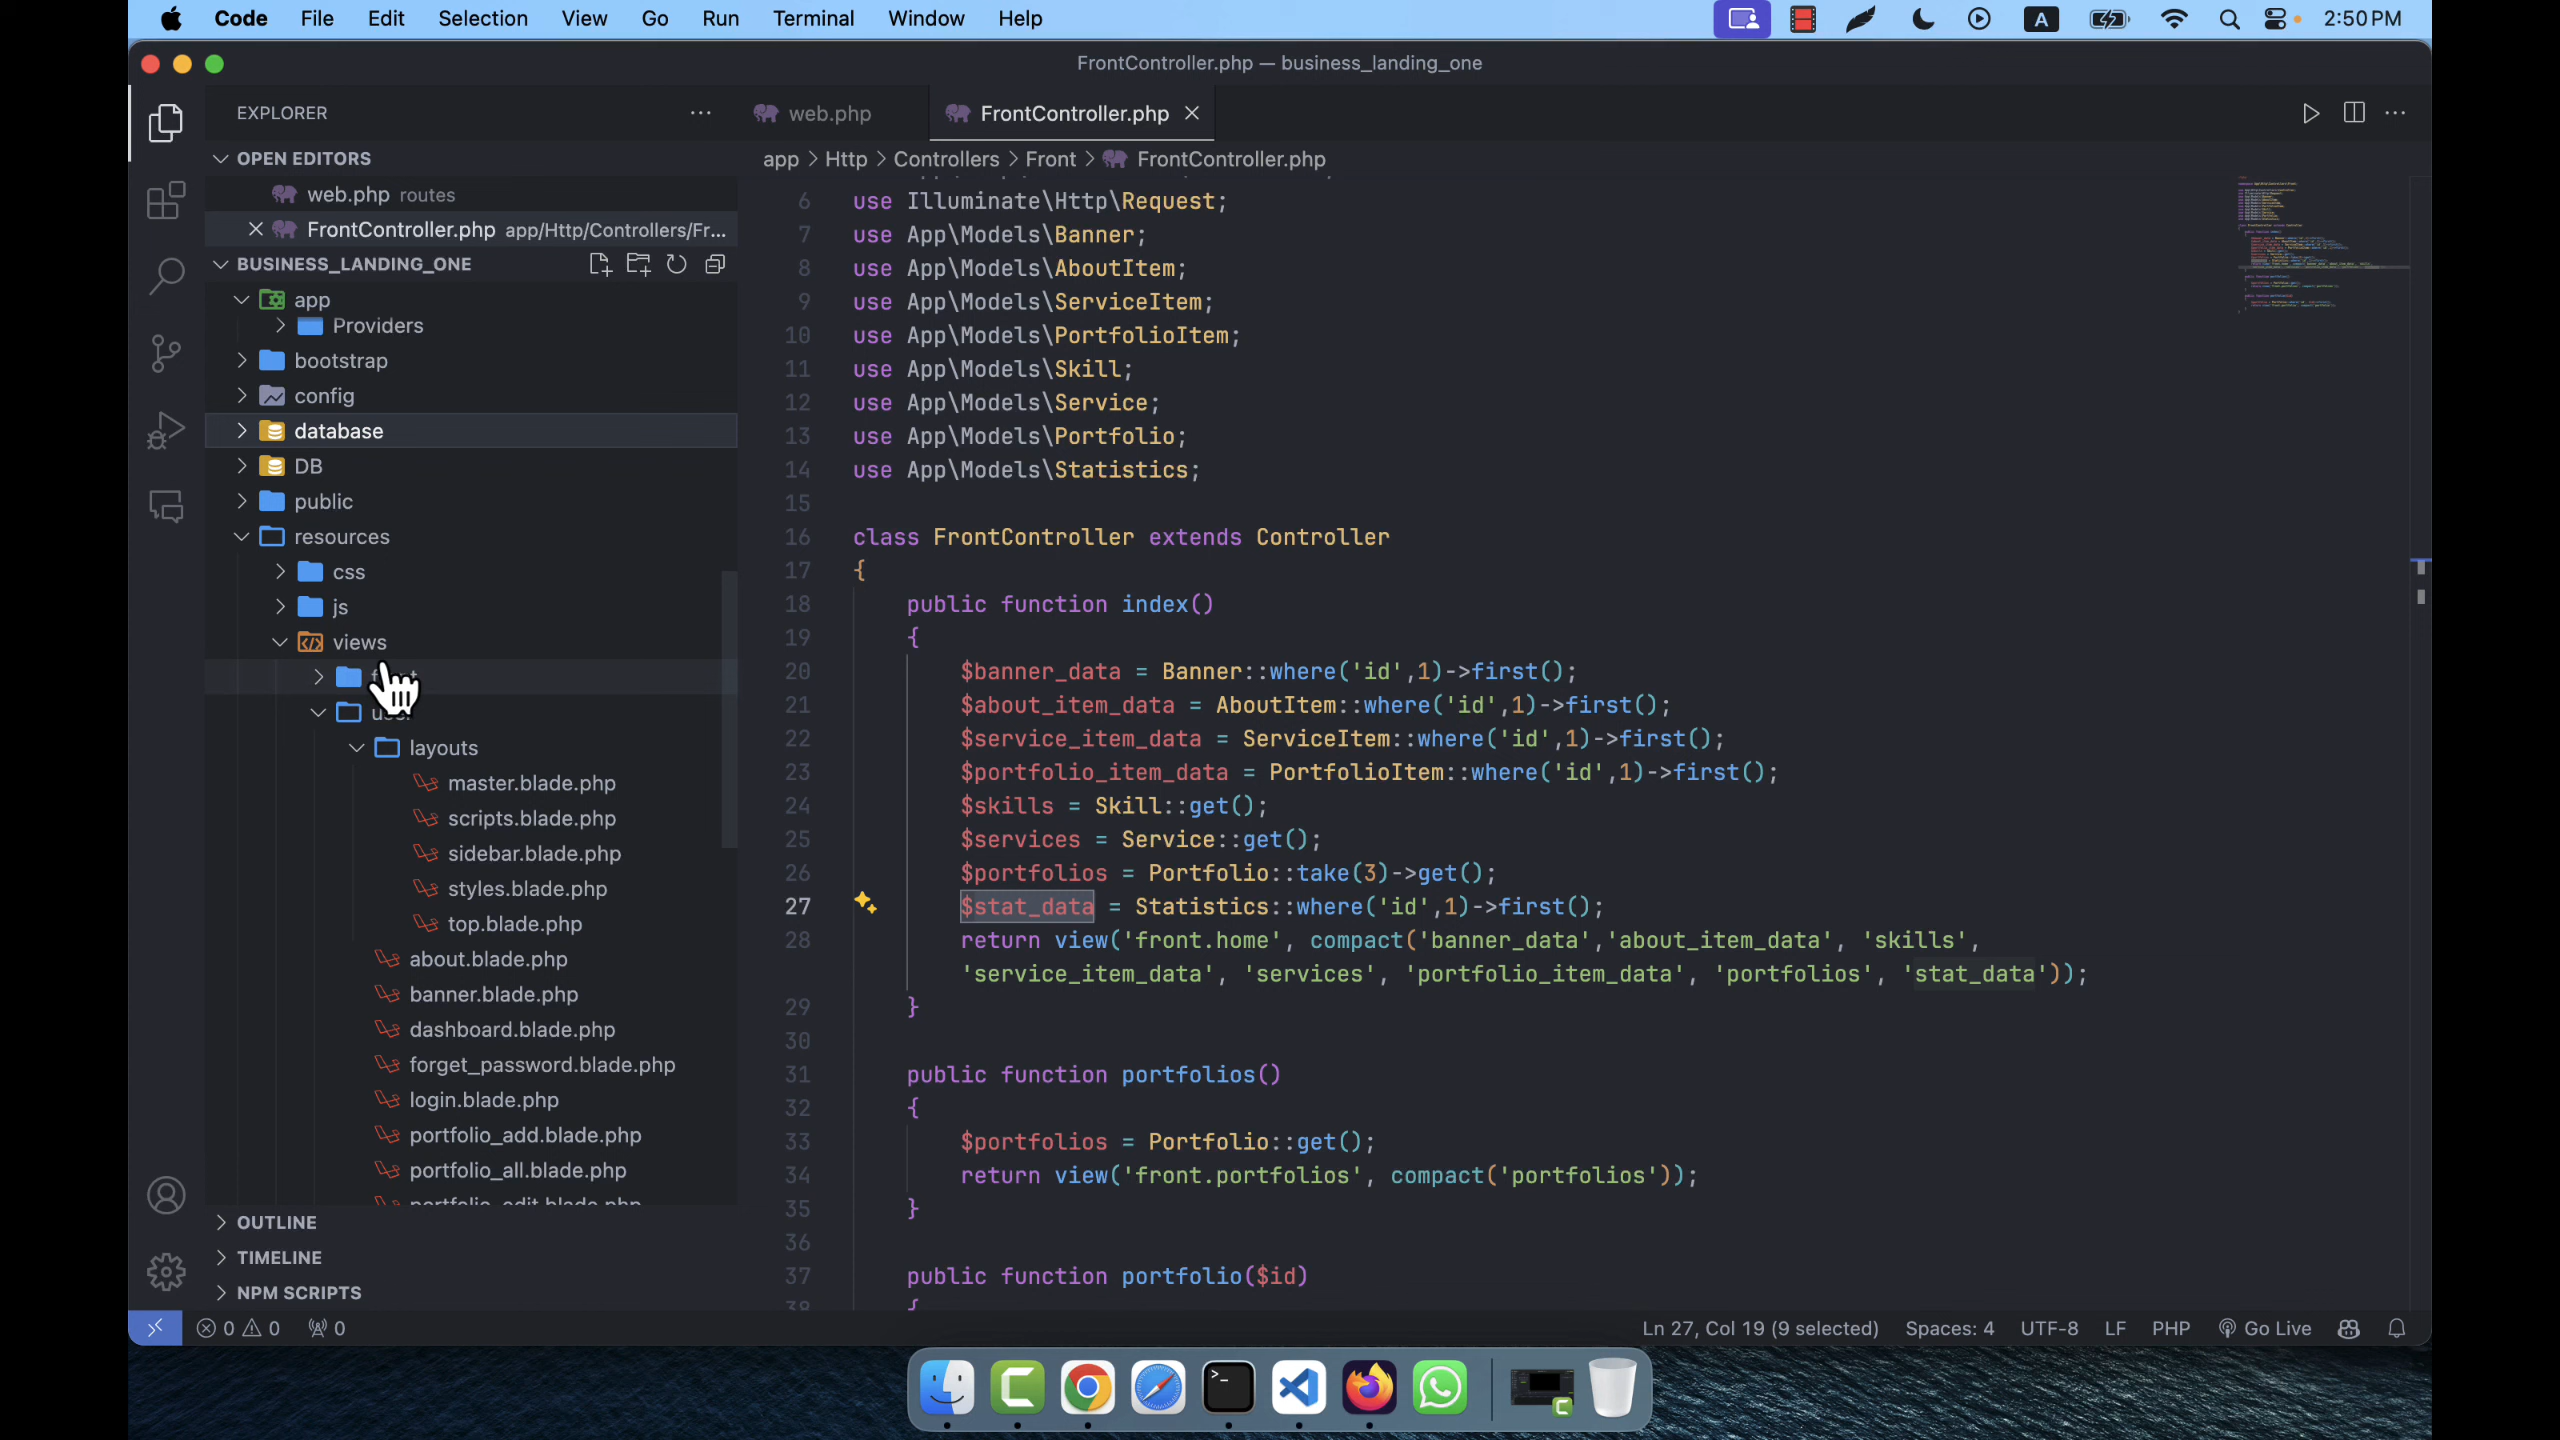 Code File Edit Selection View Go Run Terminal Window Help
A
2:50 PM
FrontController.php — business_landing_one
EXPLORER
web.php
FrontController.php
OPEN EDITORS
app > Http > Controllers > Front > FrontController.php
web.php routes
FrontController.php app/Http/Controllers/Fr...
BUSINESS_LANDING_ONE
app
Providers
bootstrap
config
database
DB
public
resources
css
js
views
layouts
master.blade.php
scripts.blade.php
sidebar.blade.php
styles.blade.php
top.blade.php
about.blade.php
banner.blade.php
dashboard.blade.php
forget_password.blade.php
login.blade.php
portfolio_add.blade.php
portfolio_all.blade.php
OUTLINE
TIMELINE
NPM SCRIPTS
6 use Illuminate\Http\Request;
7 use App\Models\Banner;
8 use App\Models\AboutItem;
9 use App\Models\ServiceItem;
10 use App\Models\PortfolioItem;
11 use App\Models\Skill;
12 use App\Models\Service;
13 use App\Models\Portfolio;
14 use App\Models\Statistics;
15
16 class FrontController extends Controller
17 {
18 public function index()
19 {
20 $banner_data = Banner::where('id',1)->first();
21 $about_item_data = AboutItem::where('id',1)->first();
22 $service_item_data = ServiceItem::where('id',1)->first();
23 $portfolio_item_data = PortfolioItem::where('id',1)->first();
24 $skills = Skill::get();
25 $services = Service::get();
26 $portfolios = Portfolio::take(3)->get();
27 $stat_data = Statistics::where('id',1)->first();
28 return view('front.home', compact('banner_data','about_item_data', 'skills',
'service_item_data', 'services', 'portfolio_item_data', 'portfolios', 'stat_data'));
29 }
30
31 public function portfolios()
32 {
33 $portfolios = Portfolio::get();
34 return view('front.portfolios', compact('portfolios'));
35 }
36
37 public function portfolio($id)
38 {
0 0 0
Ln 27, Col 19 (9 selected) Spaces: 4 UTF-8 LF PHP Go Live